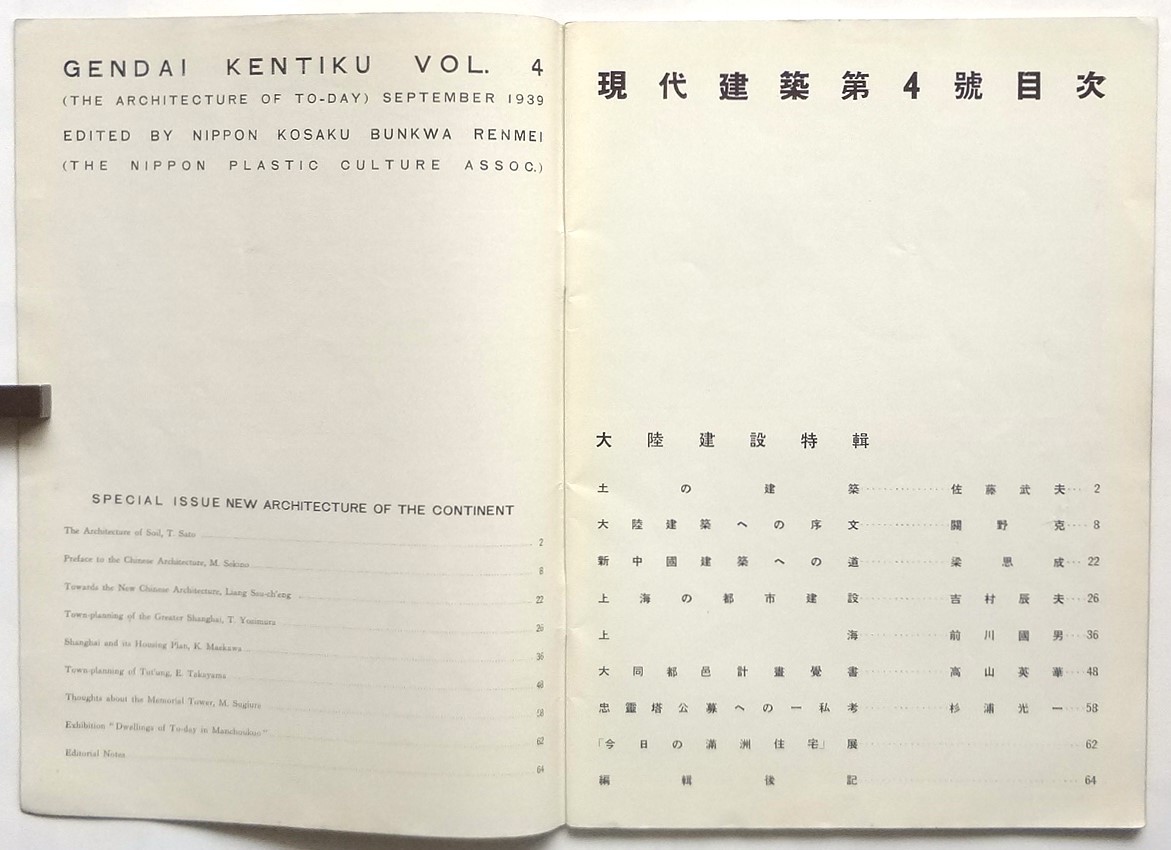 GENDAI KENTIKU VOL. 4
(THE ARCHITECTURE OF TO-DAY) SEPTEMBER 1939
EDITED BY NIPPON KOSAKU BUNKWA RENMEI
(THE NIPPON PLASTIC CULTURE ASSOC.)
SPECIAL ISSUE NEW ARCHITECTURE OF THE CONTINENT
The Architecture of Soil, T. Sato 2
Preface to the Chinese Architecture, M. Sekino 8
Towards the New Chinese Architecture, Liang Ssu-ch'eng 22
Town-planning of the Greater Shanghai, T. Yosimura 26
Shanghai and its Housing Plan, K. Maekawa 36
Town-planning of Tat'ung, E. Takayama 48
Thoughts about the Memorial Tower, M. Sugiura 58
Exhibition "Dwellings of To-day in Manchoukuo" 62
Editorial Notes 64
現代建築第4號目次
大陸建設特輯
土の建築 佐藤武夫 2
大陸建築への序文 關野克 8
新中國建築への道 梁思成 22
上海の都市建設 吉村辰夫 26
上海 前川國男 36
大同都邑計畫覺書 高山英華 48
忠靈塔公募への一私考 杉浦光一 58
「今日の滿洲住宅」展 62
編輯後記 64